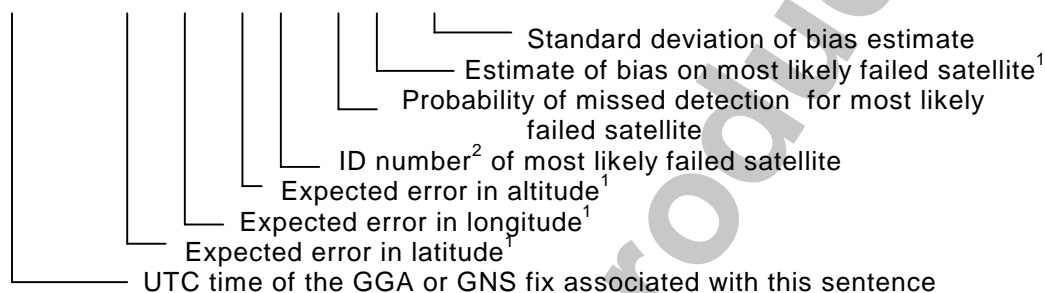 Standard deviation of bias estimate
Estimate of bias on most likely failed satellite¹
Probability of missed detection for most likely
failed satellite
ID number² of most likely failed satellite
Expected error in altitude¹
Expected error in longitude¹
Expected error in latitude¹
UTC time of the GGA or GNS fix associated with this sentence